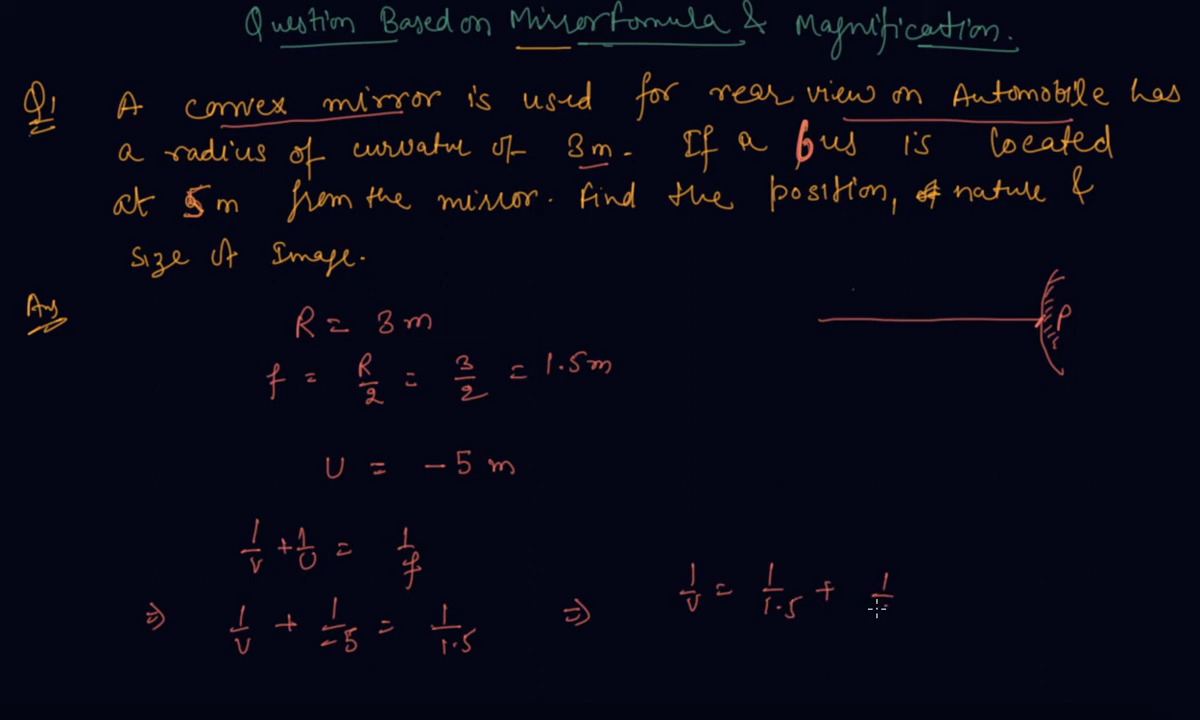 Question Based on Mirror formula & Magnification.
Q1 A convex mirror is used for rear view on Automobile has
a radius of curvatur of 3m. If a bus is located
at 5m from the mirror. find the position, nature &
size of Image.
Ans
R = 3m
P
f = R/2 = 3/2 = 1.5m
U = -5 m
1/v + 1/U = 1/f
⇒ 1/v + 1/-5 = 1/1.5 ⇒ 1/v = 1/1.5 + 1/